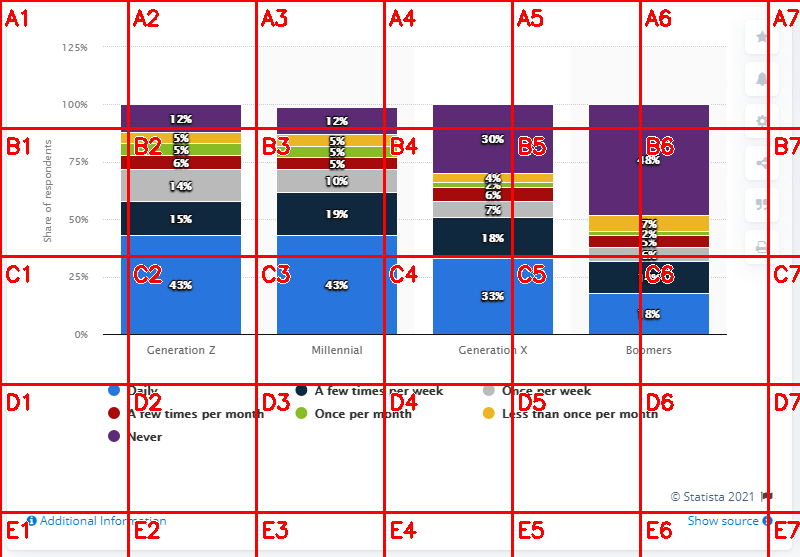 A1 A2 A3 A4 A5 A6 A7
125%
100%
12% 12% 30%
B1 B2 B3 B4 B5 B6 B7
5% 5% 48%
5% 5%
75% 6% 5% 4%
14% 10% 2%
6%
50% 15% 19% 7% 7%
18% 2%
5%
Share of respondents
C1 C2 C3 C4 C5 C6 C7
25% 43% 43% 33%
18%
0%
Generation Z Millennial Generation X Boomers
Daily A few times per week Once per week
D1 D2 D3 D4 D5 D6 D7
A few times per month Once per month Less than once per month
Never
© Statista 2021
Additional Information Show source
E1 E2 E3 E4 E5 E6 E7